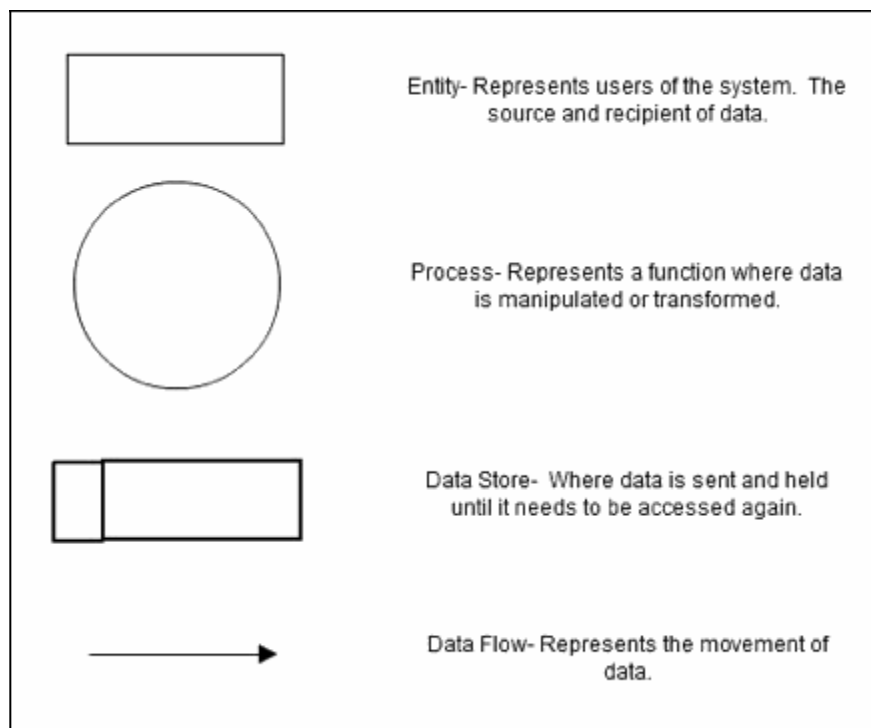 Entity- Represents users of the system.  The
source and recipient of data.
Process- Represents a function where data
is manipulated or transformed.
Data Store-  Where data is sent and held
until it needs to be accessed again.
Data Flow- Represents the movement of
data.